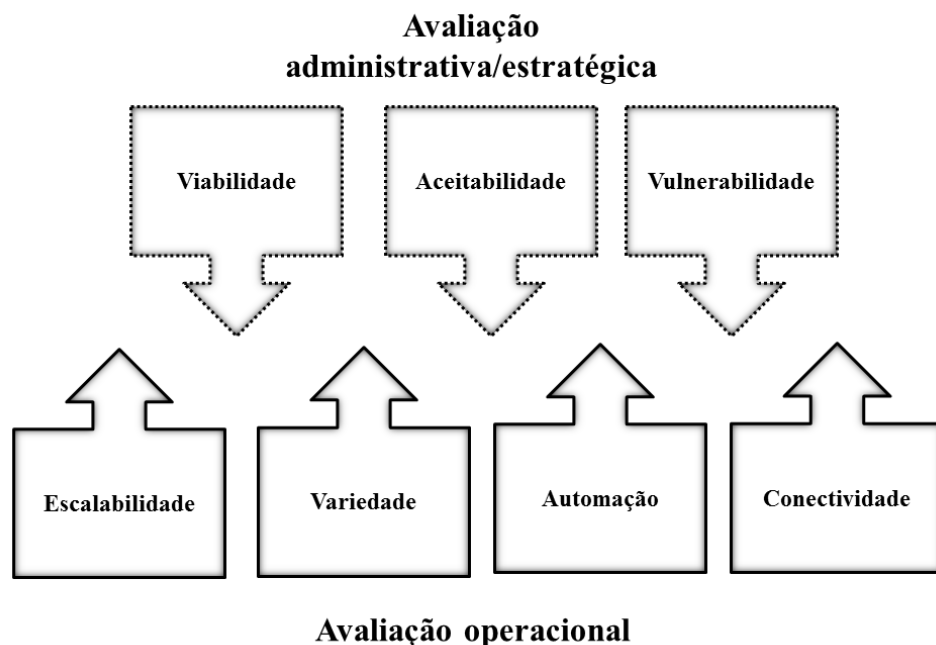 Avaliação
administrativa/estratégica
Viabilidade
Aceitabilidade
Vulnerabilidade
Escalabilidade
Variedade
Automação
Conectividade
Avaliação operacional